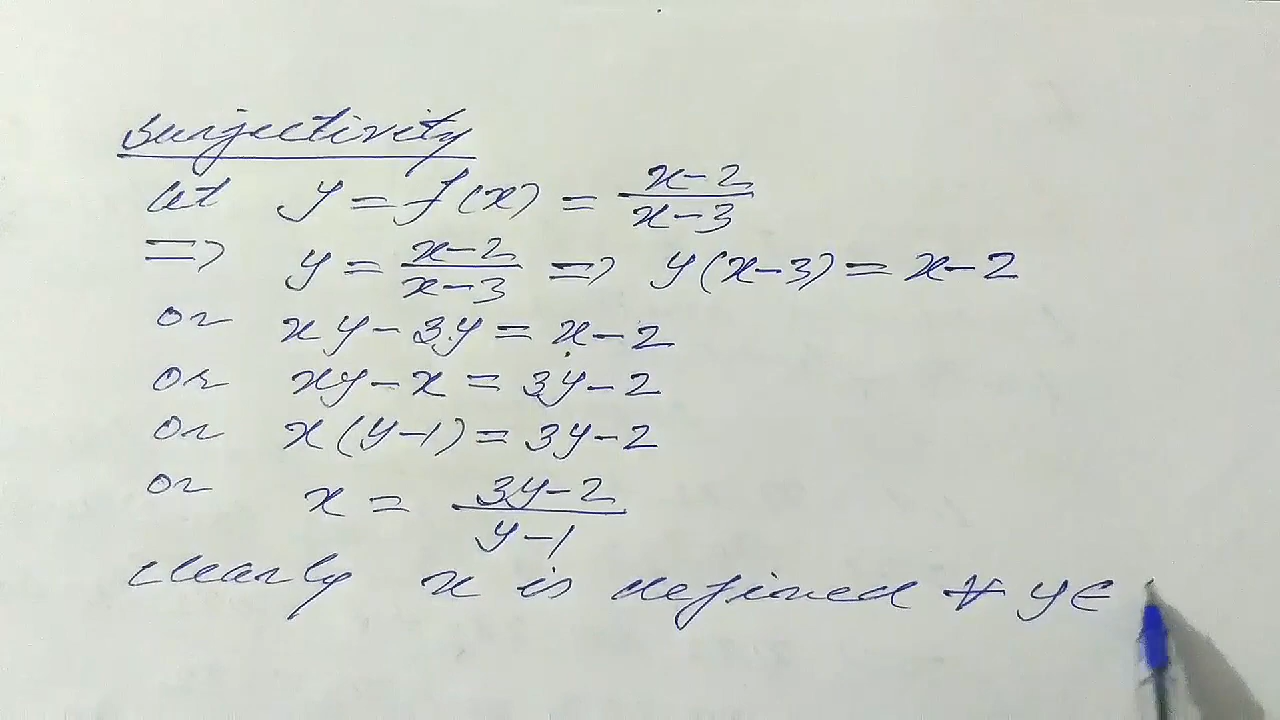 Surjectivity
Let y = f(x) = (x-2)/(x-3)
=> y = (x-2)/(x-3) => y(x-3) = x-2
or xy-3y = x-2
or xy-x = 3y-2
or x(y-1) = 3y-2
or x = (3y-2)/(y-1)
clearly x is defined ∀ y∈